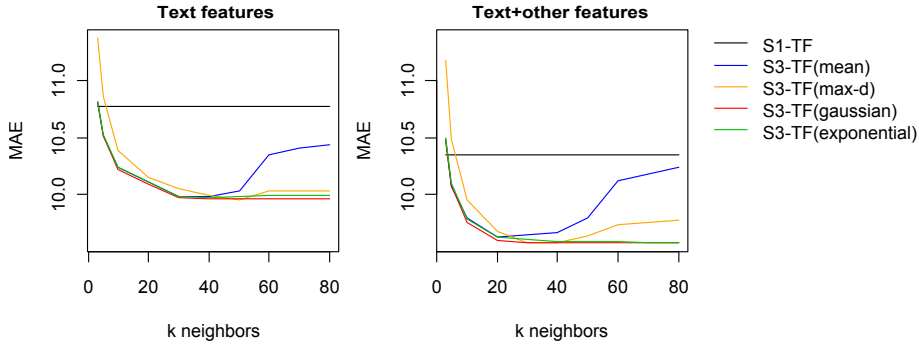 Text features
MAE
10.0 10.5 11.0
0 20 40 60 80
k neighbors
Text+other features
MAE
10.0 10.5 11.0
0 20 40 60 80
k neighbors
S1-TF
S3-TF(mean)
S3-TF(max-d)
S3-TF(gaussian)
S3-TF(exponential)